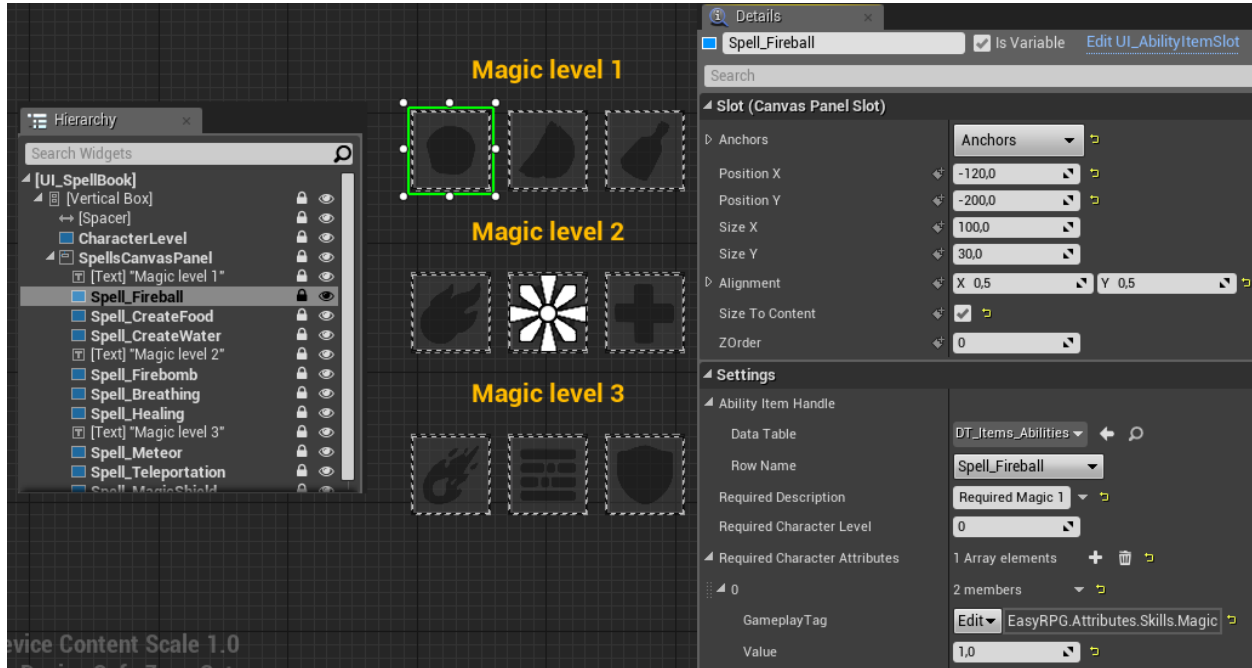 Details
Spell_Fireball
Is Variable
Edit UI_AbilityItemSlot
Search
Slot (Canvas Panel Slot)
Anchors
Anchors
Position X
-120,0
Position Y
-200,0
Size X
100,0
Size Y
30,0
Alignment
X 0,5
Y 0,5
Size To Content
ZOrder
0
Settings
Ability Item Handle
Data Table
DT_Items_Abilities
Row Name
Spell_Fireball
Required Description
Required Magic 1
Required Character Level
0
Required Character Attributes
1 Array elements
0
2 members
GameplayTag
Edit
EasyRPG.Attributes.Skills.Magic
Value
1,0
Magic level 1
Magic level 2
Magic level 3
Hierarchy
Search Widgets
[UI_SpellBook]
[Vertical Box]
[Spacer]
CharacterLevel
SpellsCanvasPanel
[Text] "Magic level 1"
Spell_Fireball
Spell_CreateFood
Spell_CreateWater
[Text] "Magic level 2"
Spell_Firebomb
Spell_Breathing
Spell_Healing
[Text] "Magic level 3"
Spell_Meteor
Spell_Teleportation
Spell_MagicShield
evice Content Scale 1.0